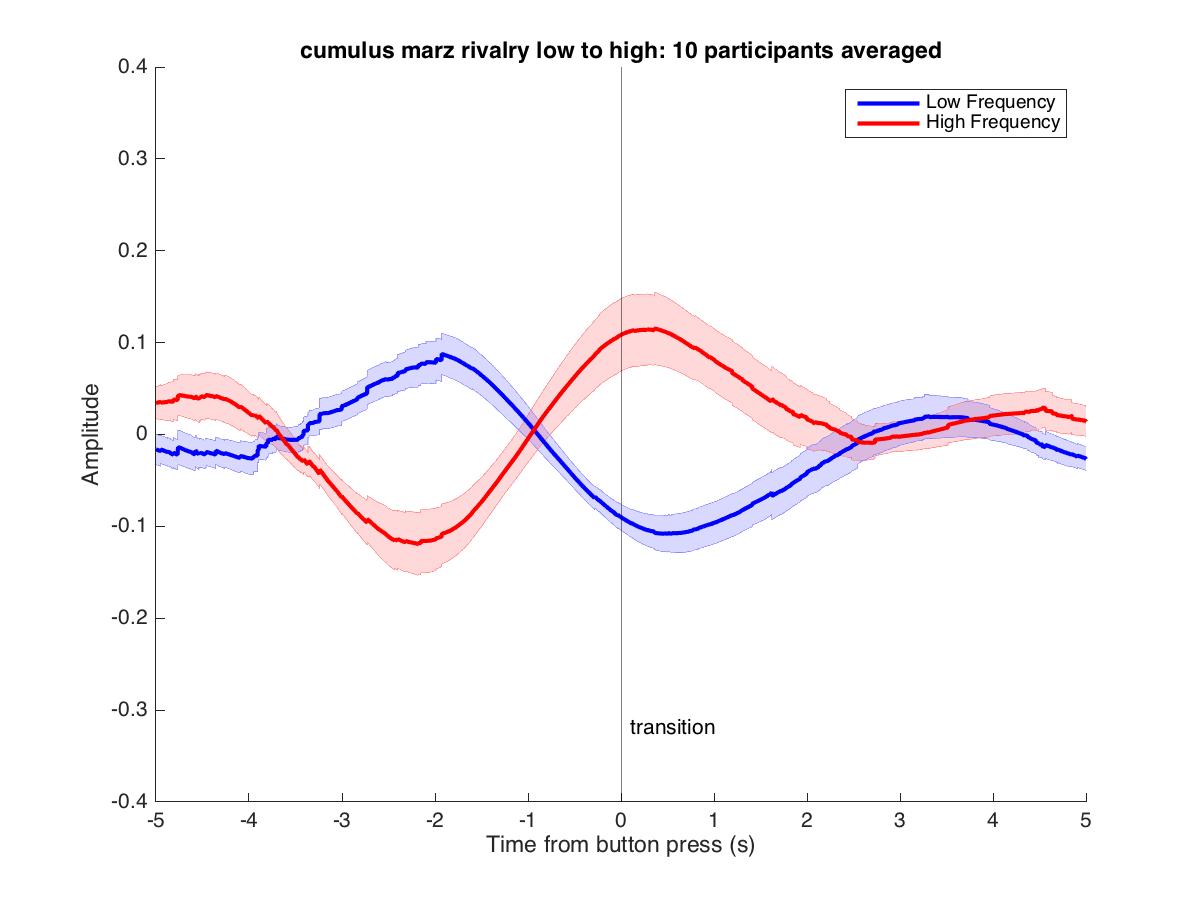 cumulus marz rivalry low to high: 10 participants averaged
Low Frequency
High Frequency
0.4
0.3
0.2
0.1
0
-0.1
-0.2
-0.3
-0.4
Amplitude
transition
-5 -4 -3 -2 -1 0 1 2 3 4 5
Time from button press (s)